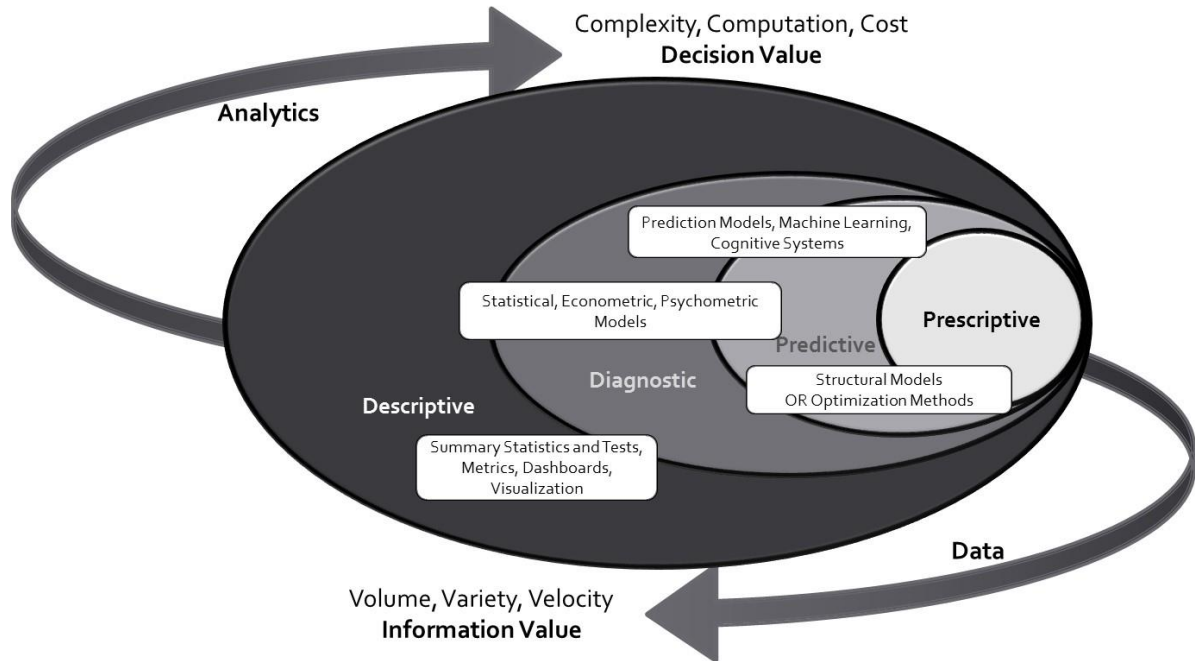 Complexity, Computation, Cost
Decision Value
Analytics
Prediction Models, Machine Learning,
Cognitive Systems
Statistical, Econometric, Psychometric
Models
Prescriptive
Predictive
Diagnostic
Structural Models
OR Optimization Methods
Descriptive
Summary Statistics and Tests,
Metrics, Dashboards,
Visualization
Data
Volume, Variety, Velocity
Information Value